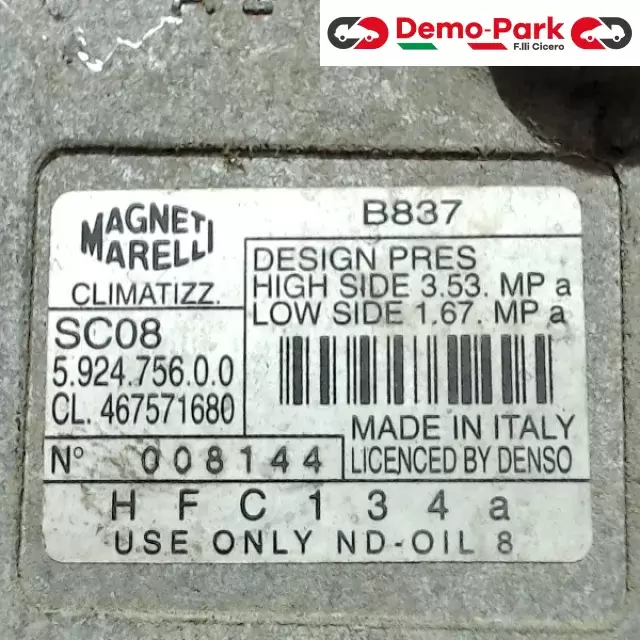 Demo-Park
F.lli Cicero
MAGNETI
MARELLI
CLIMATIZZ.
B837
DESIGN PRES
HIGH SIDE 3.53. MPa
LOW SIDE 1.67. MPa
SC08
5.924.756.0.0
CL. 467571680
MADE IN ITALY
LICENCED BY DENSO
N° 008144
HFC134a
USE ONLY ND-OIL 8